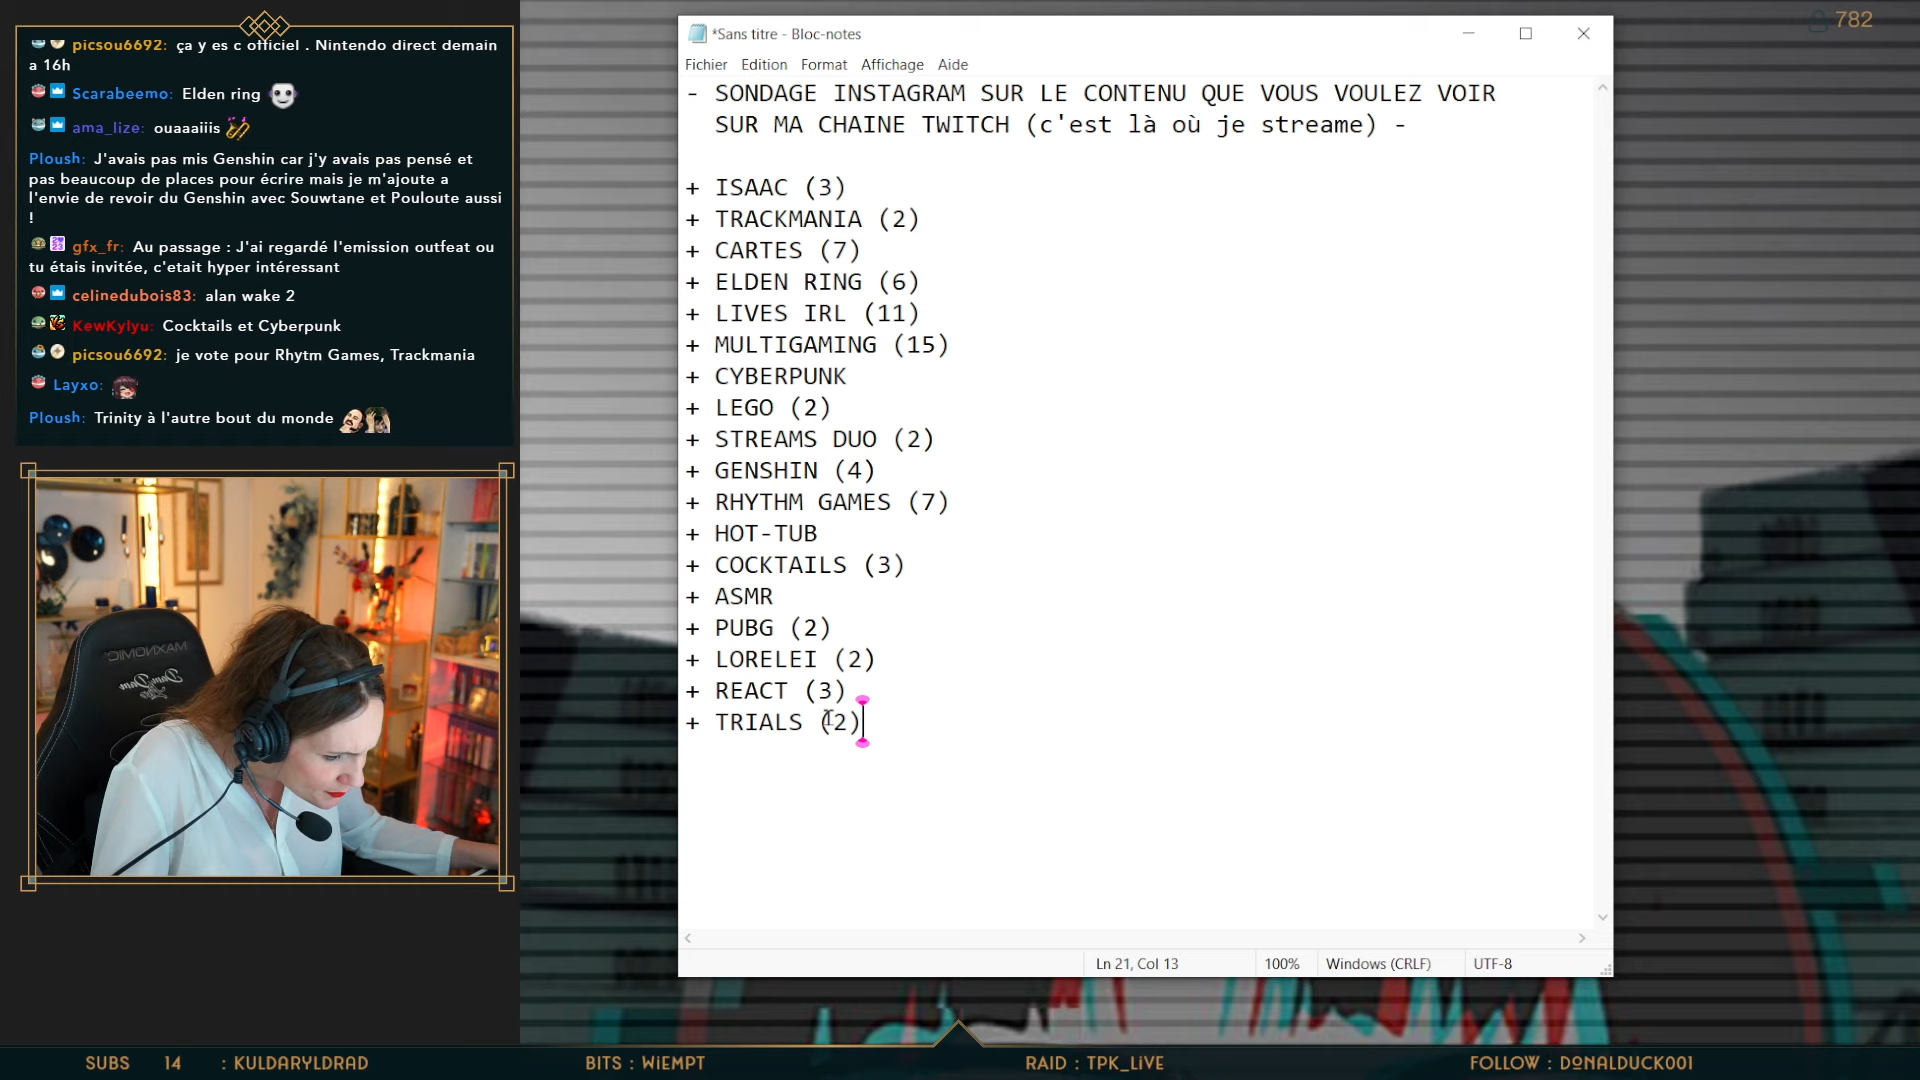 picsou6692: ça y es c officiel . Nintendo direct demain
a 16h
Scarabeemo: Elden ring
ama_lize: ouaaaiiis
Ploush: J'avais pas mis Genshin car j'y avais pas pensé et
pas beaucoup de places pour écrire mais je m'ajoute a
l'envie de revoir du Genshin avec Souwtane et Pouloute aussi
!
gfx_fr: Au passage : J'ai regardé l'emission outfeat ou
tu étais invitée, c'etait hyper intéressant
celinedubois83: alan wake 2
KewKylyu: Cocktails et Cyberpunk
picsou6692: je vote pour Rhytm Games, Trackmania
Layxo:
Ploush: Trinity à l'autre bout du monde
*Sans titre - Bloc-notes
Fichier Edition Format Affichage Aide
- SONDAGE INSTAGRAM SUR LE CONTENU QUE VOUS VOULEZ VOIR
SUR MA CHAINE TWITCH (c'est là où je streame) -
+ ISAAC (3)
+ TRACKMANIA (2)
+ CARTES (7)
+ ELDEN RING (6)
+ LIVES IRL (11)
+ MULTIGAMING (15)
+ CYBERPUNK
+ LEGO (2)
+ STREAMS DUO (2)
+ GENSHIN (4)
+ RHYTHM GAMES (7)
+ HOT-TUB
+ COCKTAILS (3)
+ ASMR
+ PUBG (2)
+ LORELEI (2)
+ REACT (3)
+ TRIALS (2)
Ln 21, Col 13 100% Windows (CRLF) UTF-8
782
MAXNOMIC
DamDam
SUBS 14 : KULDARYLDRAD BITS : WiEMPT RAID : TPK_LiVE FOLLOW : DONALDUCK001